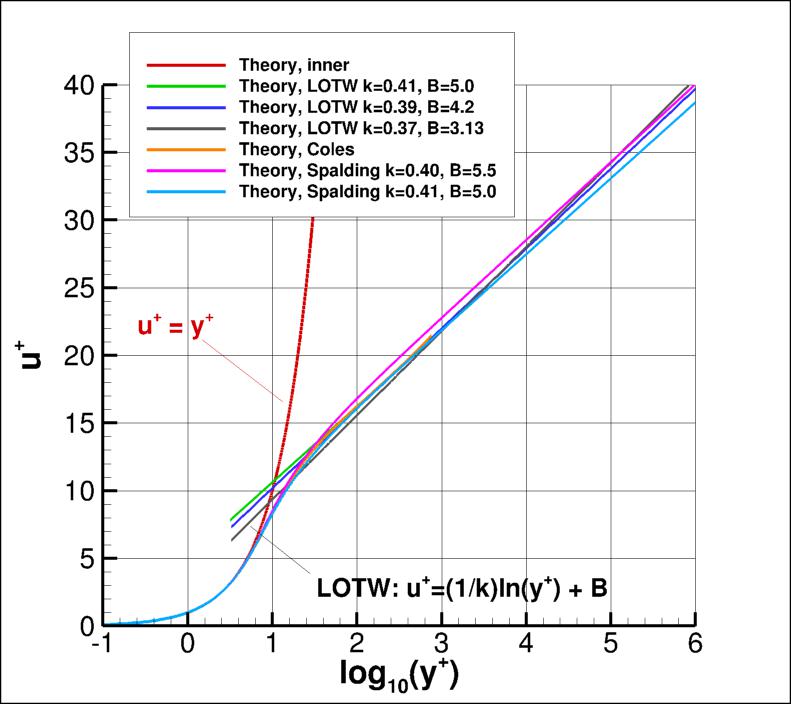 Theory, inner
Theory, LOTW k=0.41, B=5.0
Theory, LOTW k=0.39, B=4.2
Theory, LOTW k=0.37, B=3.13
Theory, Coles
Theory, Spalding k=0.40, B=5.5
Theory, Spalding k=0.41, B=5.0
40
35
30
25
20
15
10
5
0
u⁺
u⁺ = y⁺
LOTW: u⁺=(1/k)ln(y⁺) + B
-1 0 1 2 3 4 5 6
log₁₀(y⁺)